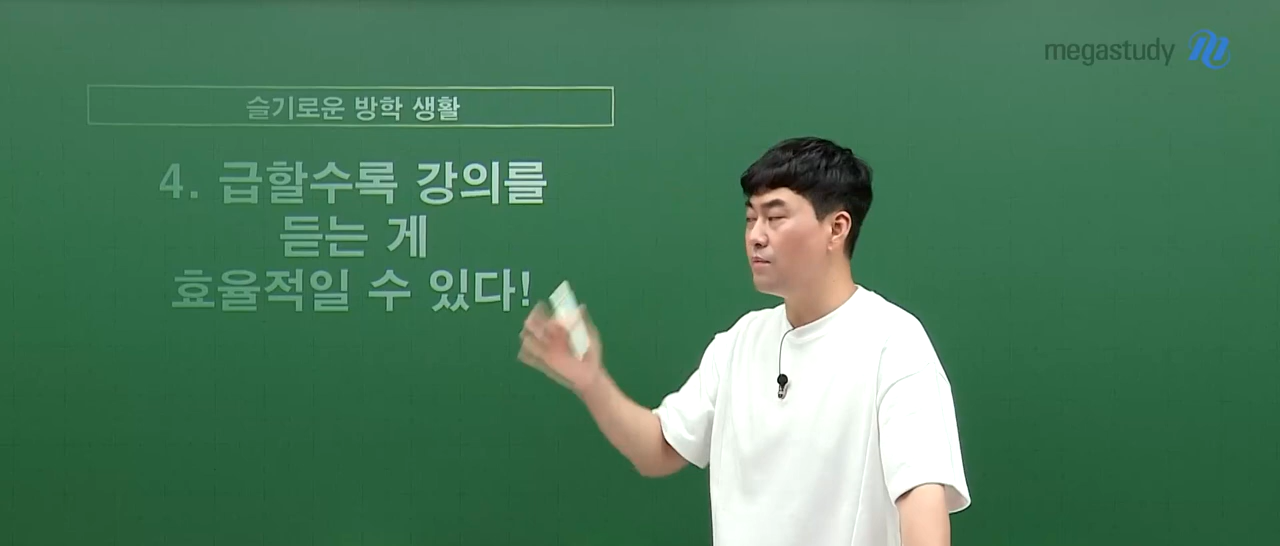 megastudy
슬기로운 방학 생활
4. 급할수록 강의를
듣는 게
효율적일 수 있다!